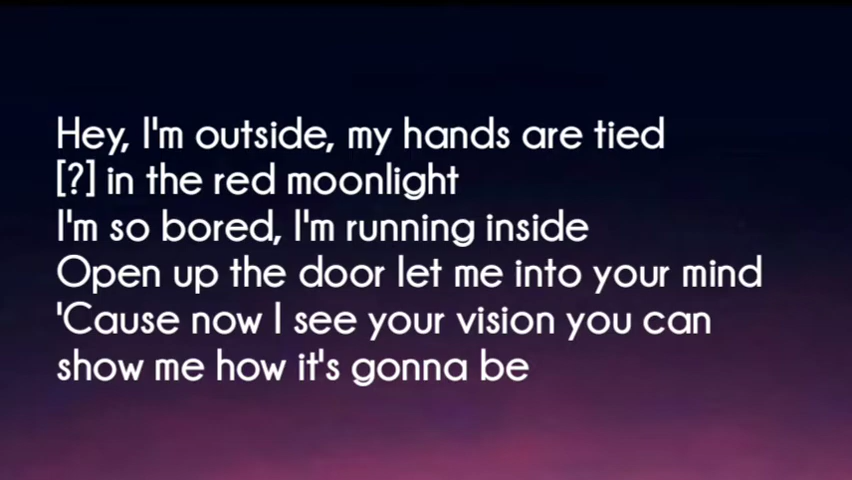 Hey, I'm outside, my hands are tied
[?] in the red moonlight
I'm so bored, I'm running inside
Open up the door let me into your mind
'Cause now I see your vision you can
show me how it's gonna be